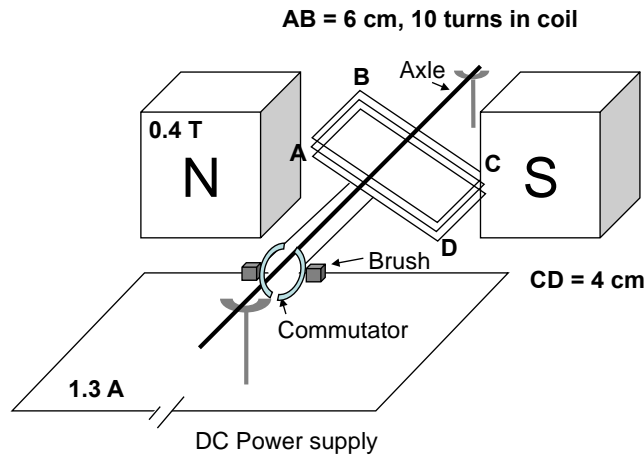 AB = 6 cm, 10 turns in coil
Axle
B
0.4 T
A
N
C
S
D
Brush
CD = 4 cm
Commutator
1.3 A
DC Power supply